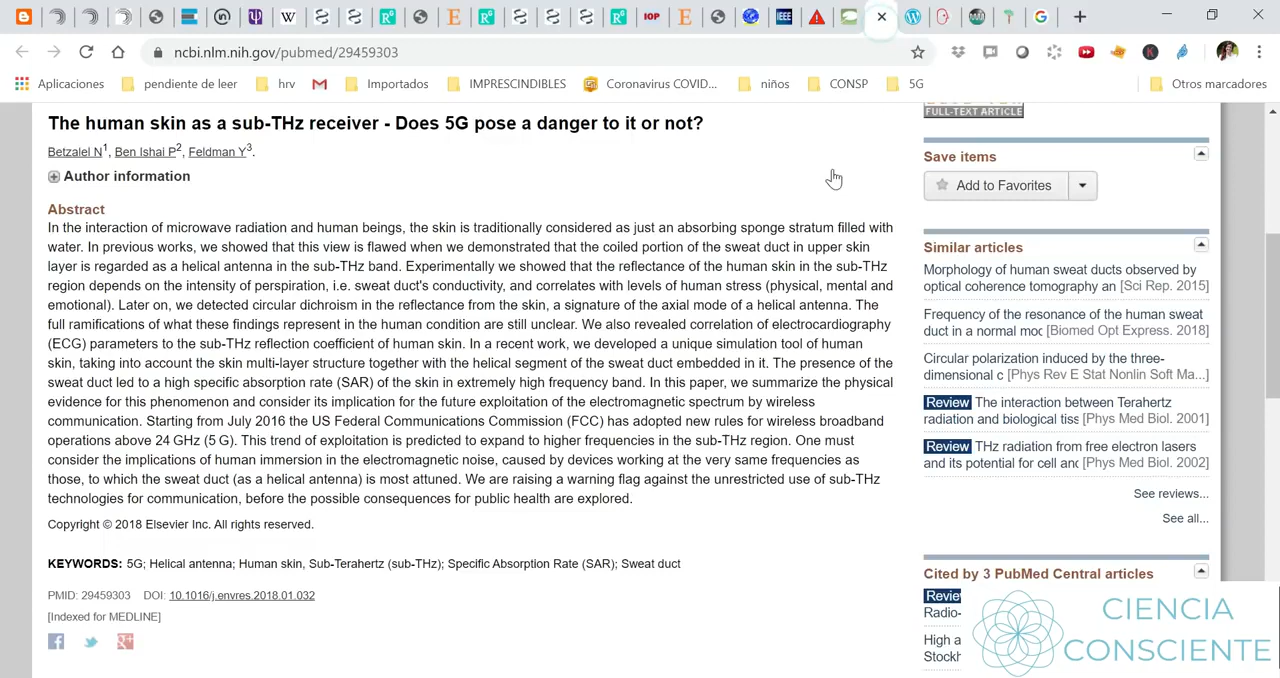 IOP
IEEE
W
ncbi.nlm.nih.gov/pubmed/29459303
Aplicaciones
pendiente de leer
hrv
Importados
IMPRESCINDIBLES
Coronavirus COVID...
niños
CONSP
5G
Otros marcadores
The human skin as a sub-THz receiver - Does 5G pose a danger to it or not?
Betzalel N1, Ben Ishai P2, Feldman Y3.
Author information
Abstract
In the interaction of microwave radiation and human beings, the skin is traditionally considered as just an absorbing sponge stratum filled with
water. In previous works, we showed that this view is flawed when we demonstrated that the coiled portion of the sweat duct in upper skin
layer is regarded as a helical antenna in the sub-THz band. Experimentally we showed that the reflectance of the human skin in the sub-THz
region depends on the intensity of perspiration, i.e. sweat duct's conductivity, and correlates with levels of human stress (physical, mental and
emotional). Later on, we detected circular dichroism in the reflectance from the skin, a signature of the axial mode of a helical antenna. The
full ramifications of what these findings represent in the human condition are still unclear. We also revealed correlation of electrocardiography
(ECG) parameters to the sub-THz reflection coefficient of human skin. In a recent work, we developed a unique simulation tool of human
skin, taking into account the skin multi-layer structure together with the helical segment of the sweat duct embedded in it. The presence of the
sweat duct led to a high specific absorption rate (SAR) of the skin in extremely high frequency band. In this paper, we summarize the physical
evidence for this phenomenon and consider its implication for the future exploitation of the electromagnetic spectrum by wireless
communication. Starting from July 2016 the US Federal Communications Commission (FCC) has adopted new rules for wireless broadband
operations above 24 GHz (5 G). This trend of exploitation is predicted to expand to higher frequencies in the sub-THz region. One must
consider the implications of human immersion in the electromagnetic noise, caused by devices working at the very same frequencies as
those, to which the sweat duct (as a helical antenna) is most attuned. We are raising a warning flag against the unrestricted use of sub-THz
technologies for communication, before the possible consequences for public health are explored.
Copyright © 2018 Elsevier Inc. All rights reserved.
KEYWORDS: 5G; Helical antenna; Human skin, Sub-Terahertz (sub-THz); Specific Absorption Rate (SAR); Sweat duct
PMID: 29459303 DOI: 10.1016/j.envres.2018.01.032
[Indexed for MEDLINE]
FULL-TEXT ARTICLE
Save items
Add to Favorites
Similar articles
Morphology of human sweat ducts observed by
optical coherence tomography an [Sci Rep. 2015]
Frequency of the resonance of the human sweat
duct in a normal moc [Biomed Opt Express. 2018]
Circular polarization induced by the three-
dimensional c [Phys Rev E Stat Nonlin Soft Ma...]
Review The interaction between Terahertz
radiation and biological tiss [Phys Med Biol. 2001]
Review THz radiation from free electron lasers
and its potential for cell and [Phys Med Biol. 2002]
See reviews...
See all...
Cited by 3 PubMed Central articles
Review
Radio-
High a
Stockh
CIENCIA
CONSCIENTE